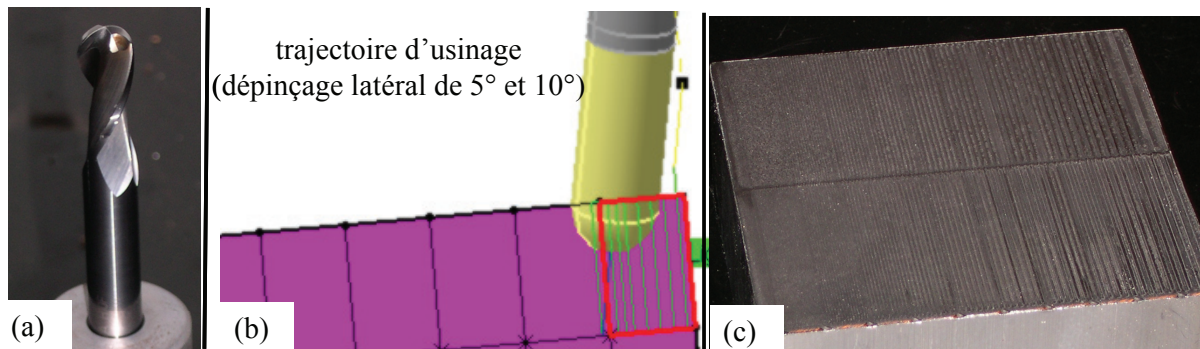 trajectoire d’usinage
(dépinçage latéral de 5° et 10°)
(a)
(b)
(c)